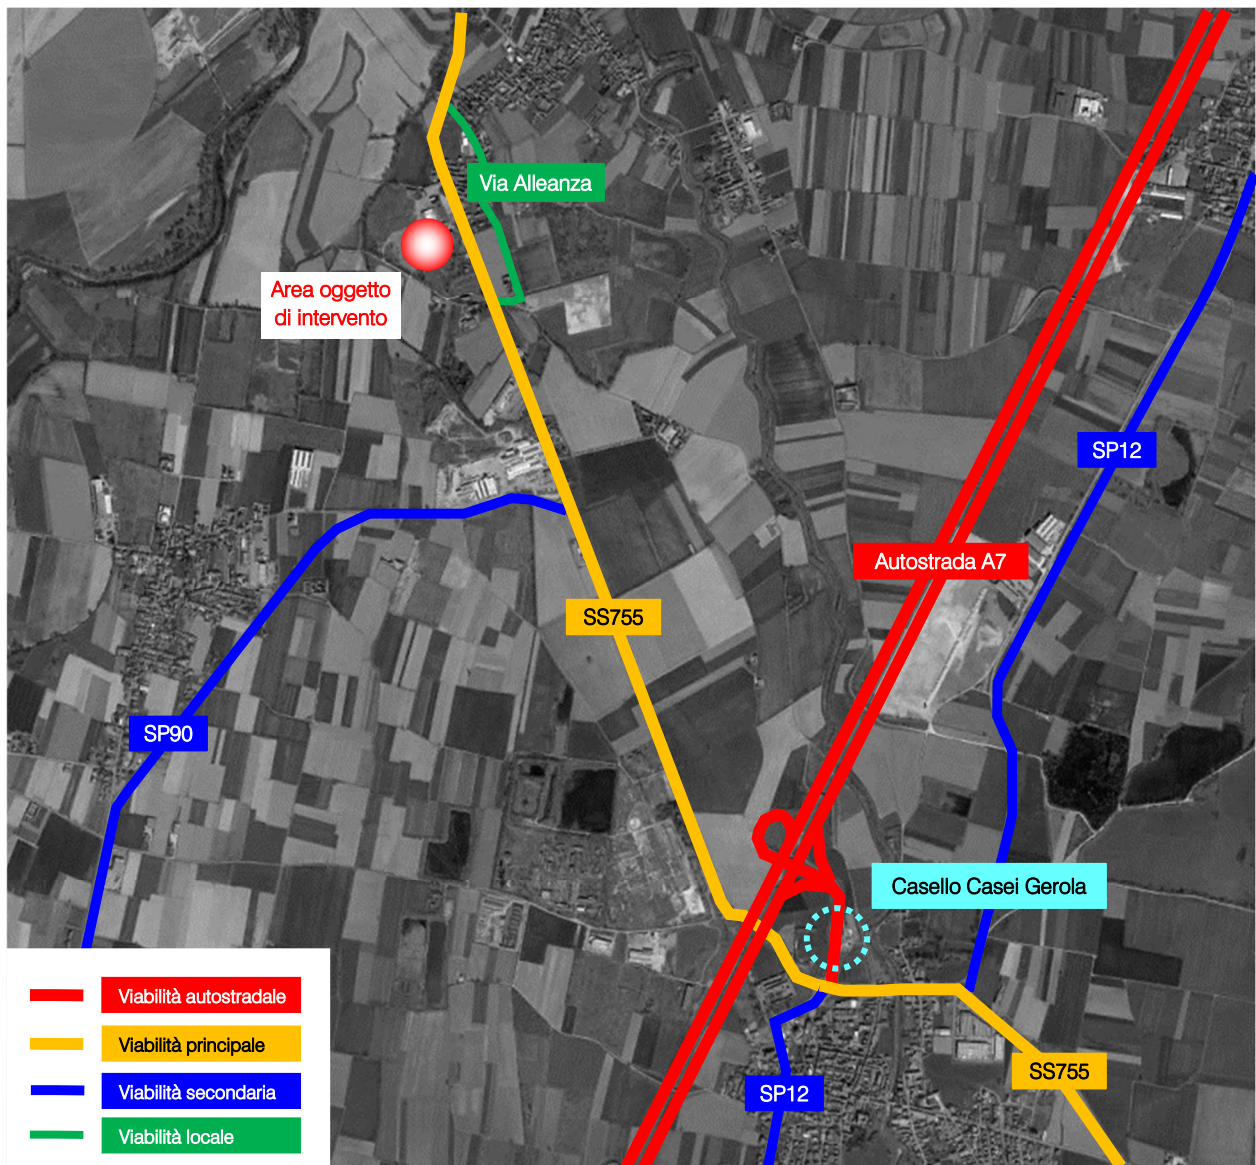 Via Alleanza
Area oggetto
di intervento
SP12
Autostrada A7
SS755
SP90
Casello Casei Gerola
SS755
SP12
Viabilità autostradale
Viabilità principale
Viabilità secondaria
Viabilità locale